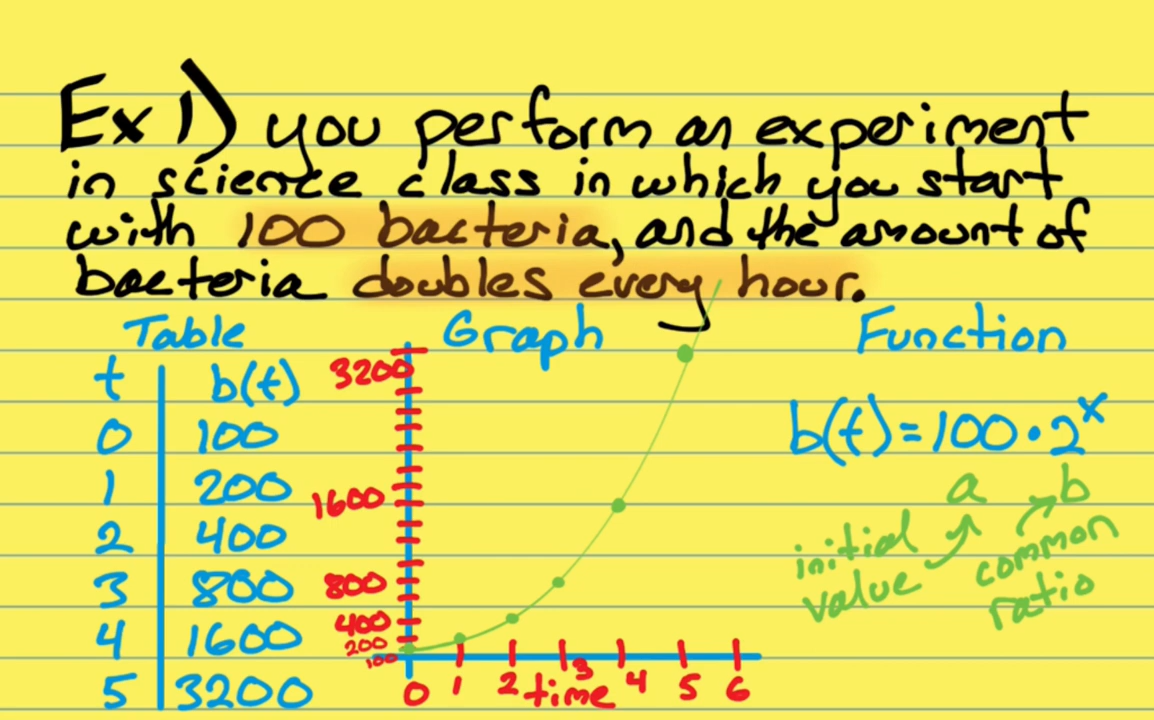 Ex 1) you perform an experiment
in science class in which you start
with 100 bacteria, and the amount of
bacteria doubles every hour.
Table
t b(t)
0 100
1 200
2 400
3 800
4 1600
5 3200
Graph
3200
1600
800
400
200
100
0 1 2 3 4 5 6
time
Function
b(t) = 100 · 2^x
a b
initial value
common ratio